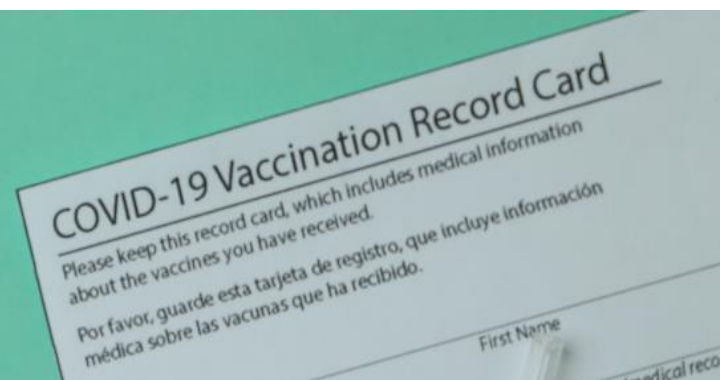 COVID-19 Vaccination Record Card
Please keep this record card, which includes medical information
about the vaccines you have received.
Por favor, guarde esta tarjeta de registro, que incluye información
médica sobre las vacunas que ha recibido.
First Name